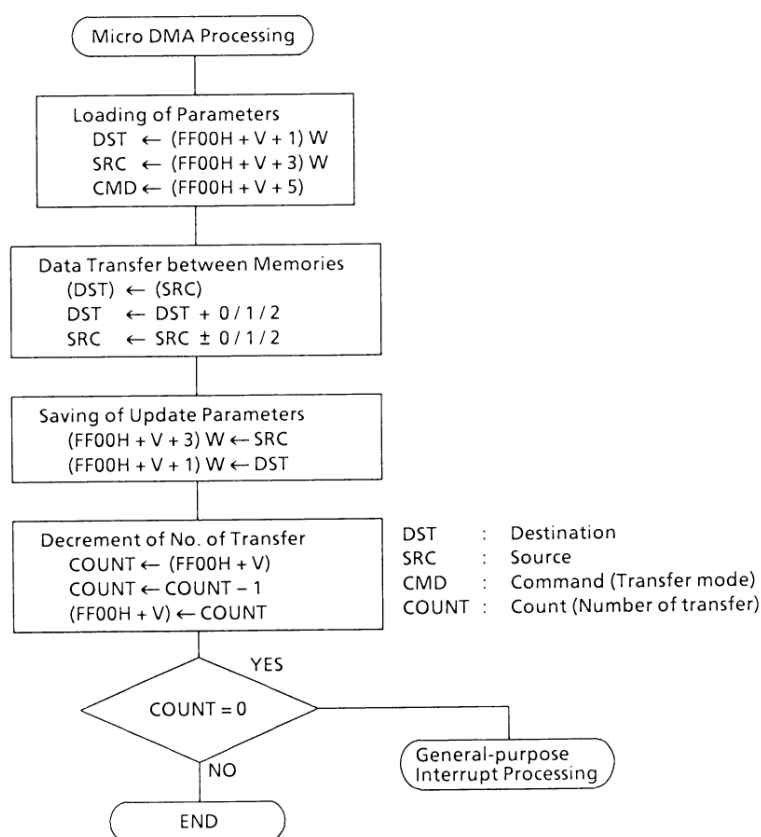 Micro DMA Processing
Loading of Parameters
DST ← (FF00H + V + 1) W
SRC ← (FF00H + V + 3) W
CMD ← (FF00H + V + 5)
Data Transfer between Memories
(DST) ← (SRC)
DST ← DST + 0 / 1 / 2
SRC ← SRC ± 0 / 1 / 2
Saving of Update Parameters
(FF00H + V + 3) W ← SRC
(FF00H + V + 1) W ← DST
Decrement of No. of Transfer
COUNT ← (FF00H + V)
COUNT ← COUNT – 1
(FF00H + V) ← COUNT
DST : Destination
SRC : Source
CMD : Command (Transfer mode)
COUNT : Count (Number of transfer)
YES
COUNT = 0
General-purpose
Interrupt Processing
NO
END